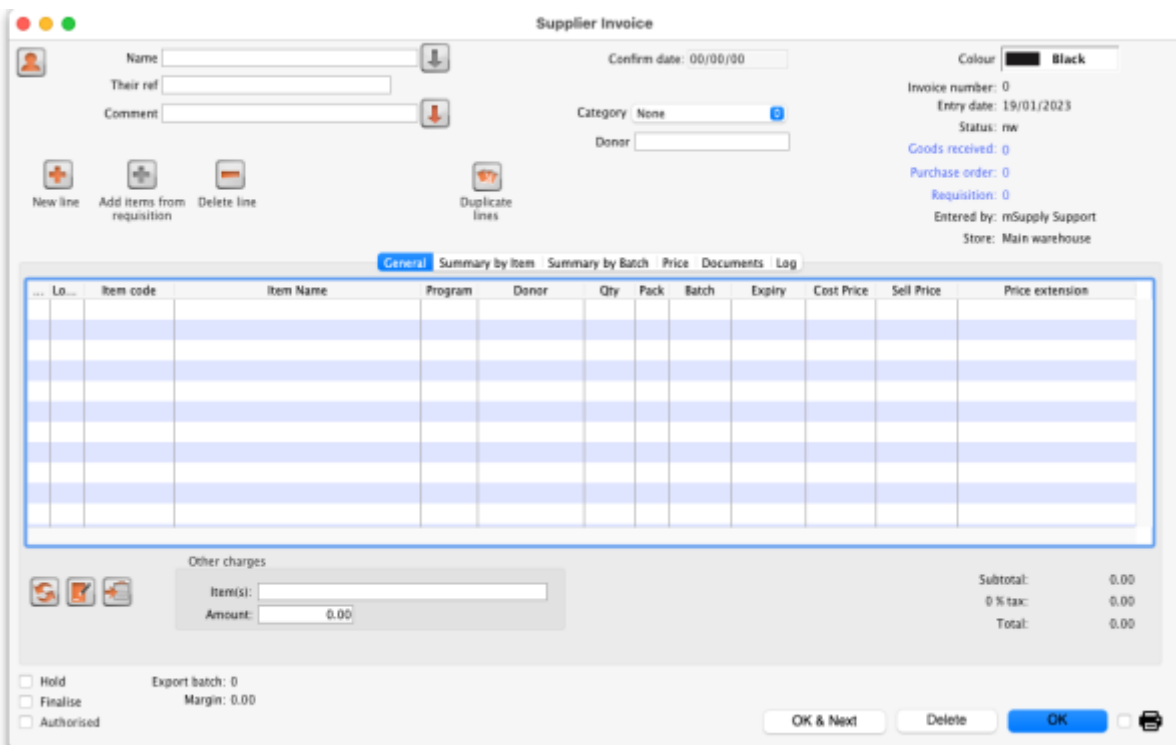 Supplier Invoice
Name
Confirm date: 00/00/00
Colour Black
Their ref
Invoice number: 0
Comment
Category None
Entry date: 19/01/2023
Status: nw
Donor
Goods received: 0
Purchase order: 0
Requisition: 0
New line
Add items from requisition
Delete line
Duplicate lines
Entered by: mSupply Support
Store: Main warehouse
General Summary by Item Summary by Batch Price Documents Log
... Lo... Item code Item Name Program Donor Qty Pack Batch Expiry Cost Price Sell Price Price extension
Other charges
Item(s):
Amount: 0.00
Subtotal: 0.00
0 % tax: 0.00
Total: 0.00
Hold
Export batch: 0
Finalise
Margin: 0.00
Authorised
OK & Next Delete OK